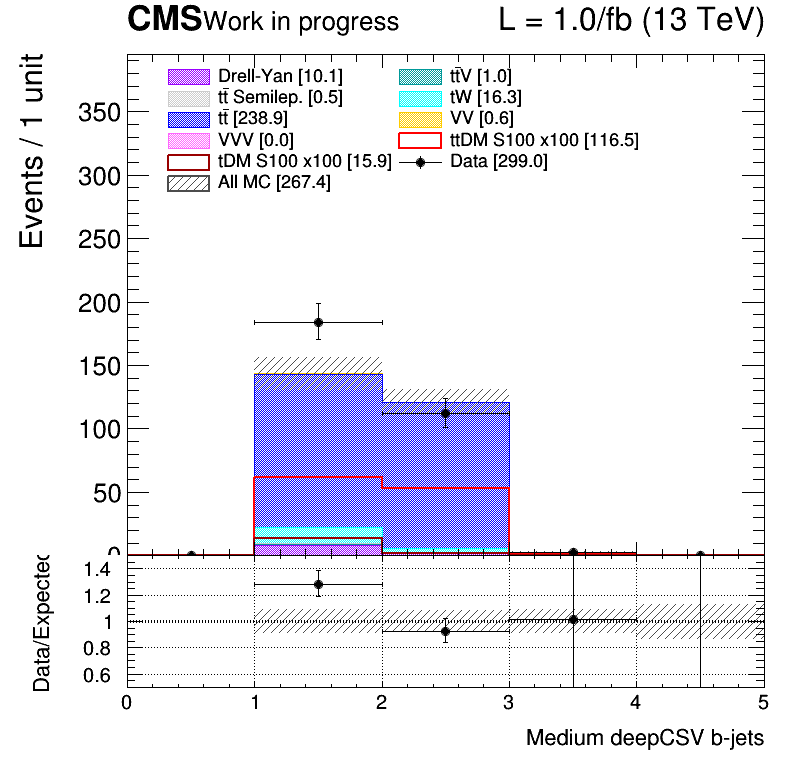 CMS Work in progress L = 1.0/fb (13 TeV)
Drell-Yan [10.1] tt̄V [1.0]
tt̄ Semilep. [0.5] tW [16.3]
tt̄ [238.9] VV [0.6]
VVV [0.0] ttDM S100 x100 [116.5]
tDM S100 x100 [15.9] Data [299.0]
All MC [267.4]
Events / 1 unit
350
300
250
200
150
100
50
0
Data/Expected
1.4
1.2
1
0.8
0.6
0 1 2 3 4 5
Medium deepCSV b-jets